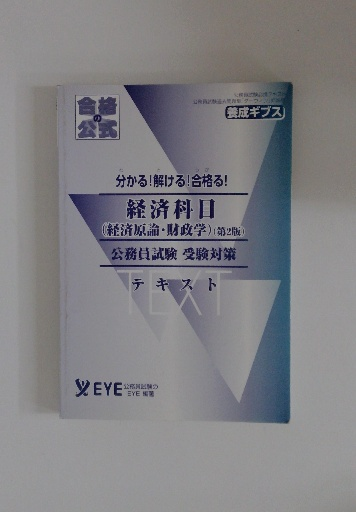 合格
の
公式
養成ギブス
分かる!解ける!合格る!
経済科目
(経済原論・財政学)(第2版)
公務員試験 受験対策
テキスト
TEXT
EYE 公務員試験の
EYE 編著